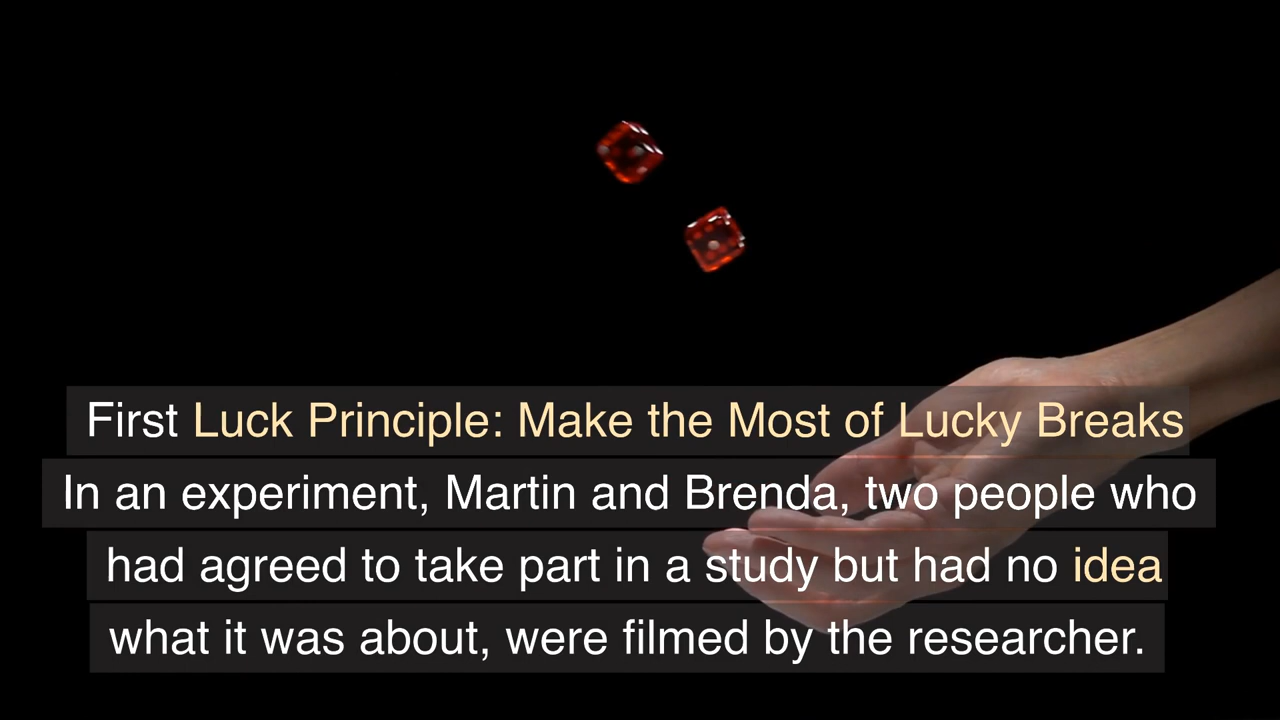 First Luck Principle: Make the Most of Lucky Breaks
In an experiment, Martin and Brenda, two people who
had agreed to take part in a study but had no idea
what it was about, were filmed by the researcher.